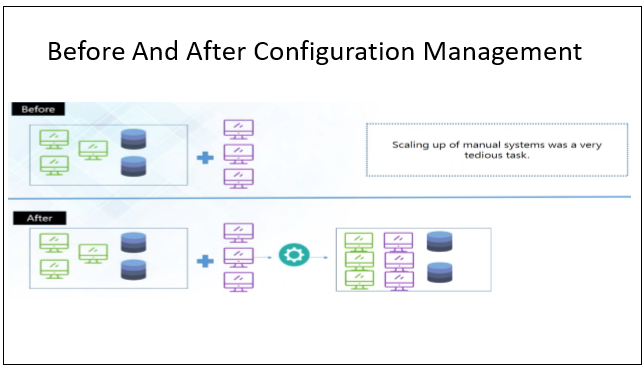 Before And After Configuration Management
Before
Scaling up of manual systems was a very
tedious task.
After